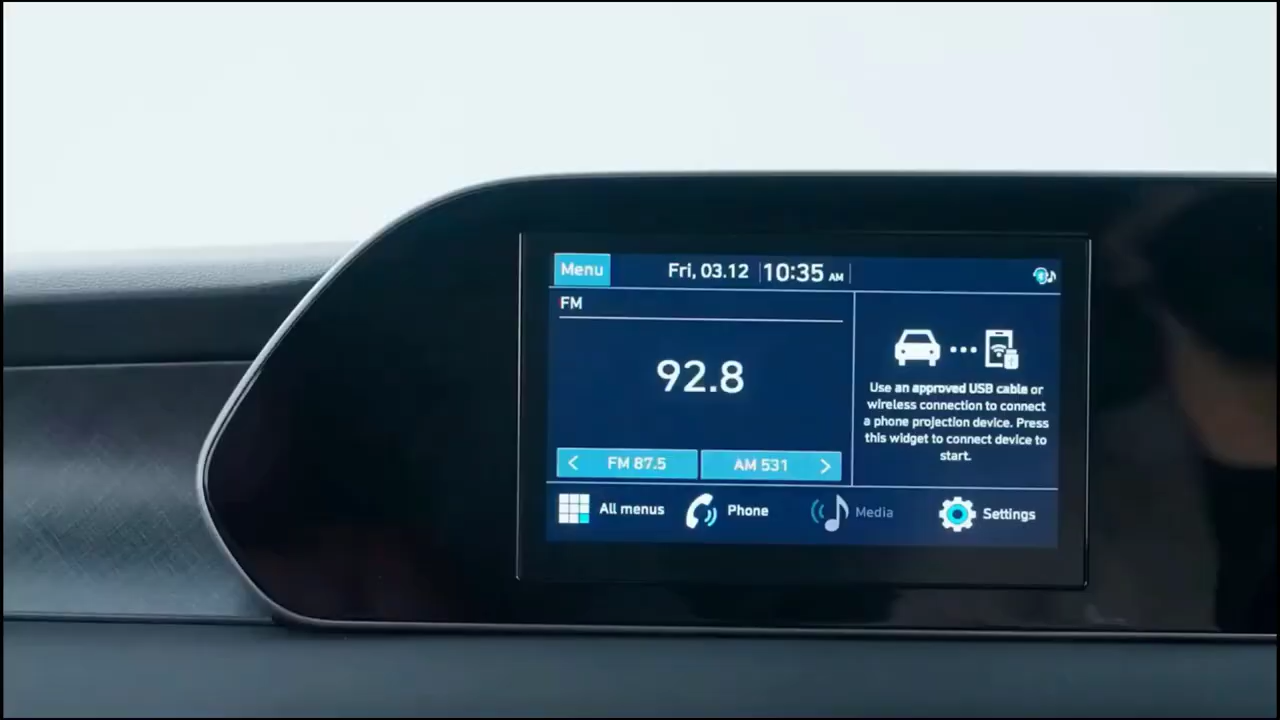 Menu
Fri, 03.12
10:35 AM
FM
92.8
FM 87.5
AM 531
Use an approved USB cable or
wireless connection to connect
a phone projection device. Press
this widget to connect device to
start.
All menus
Phone
Media
Settings